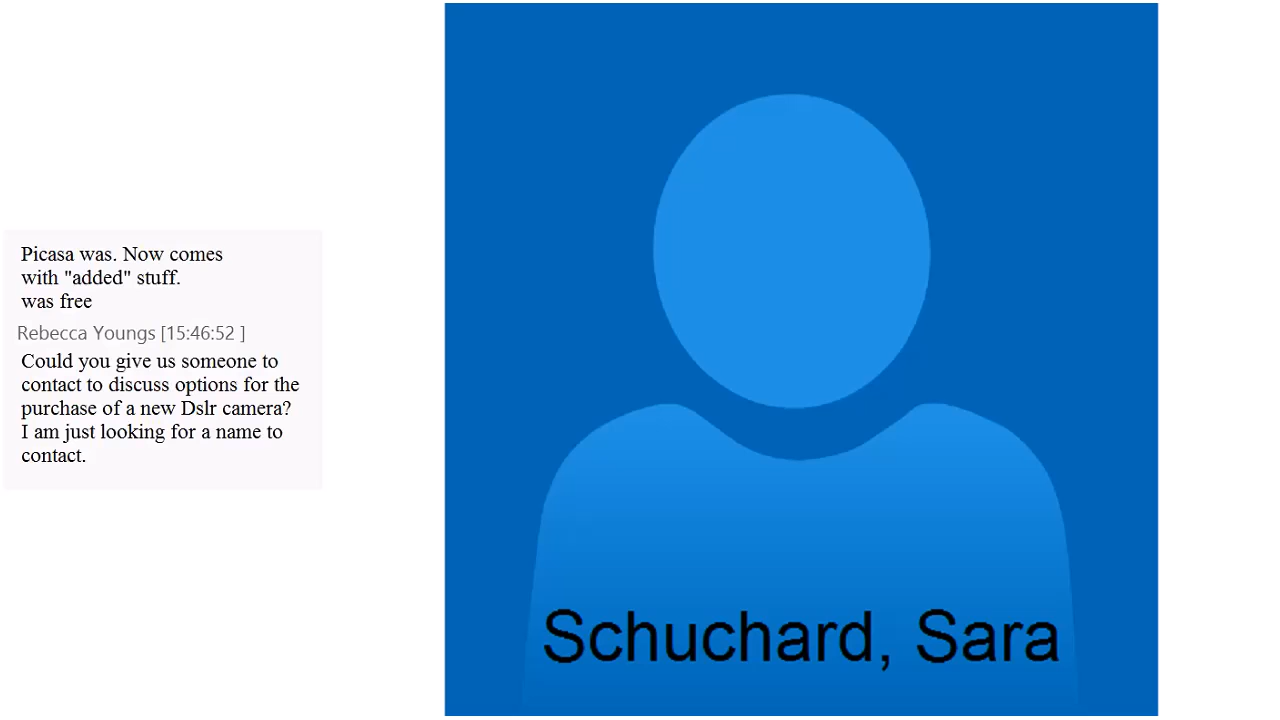 Picasa was. Now comes
with "added" stuff.
was free
Rebecca Youngs [15:46:52 ]
Could you give us someone to
contact to discuss options for the
purchase of a new Dslr camera?
I am just looking for a name to
contact.
Schuchard, Sara